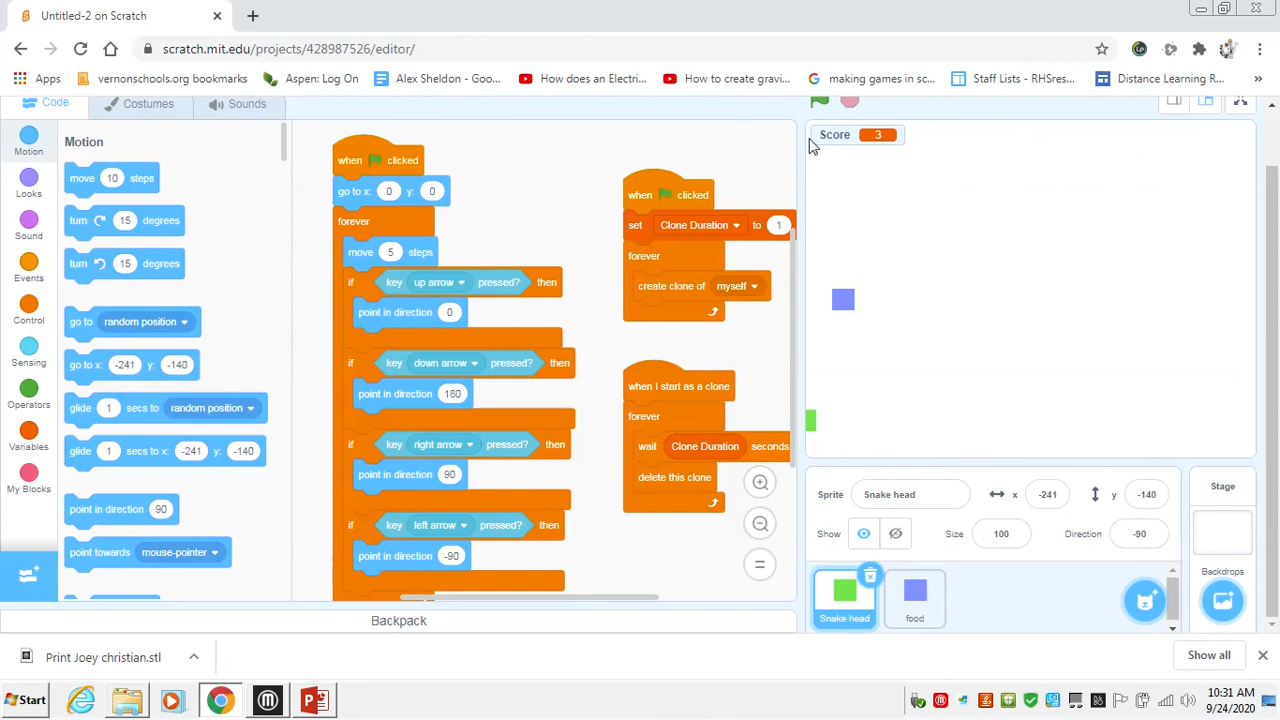 Untitled-2 on Scratch
scratch.mit.edu/projects/428987526/editor/
Apps
vernonschools.org bookmarks
Aspen: Log On
Alex Sheldon - Goo...
How does an Electri...
How to create gravi...
making games in sc...
Staff Lists - RHSres...
Distance Learning R...
»
Code
Costumes
Sounds
Motion
Looks
Sound
Events
Control
Sensing
Operators
Variables
My Blocks
Motion
move 10 steps
turn 15 degrees
turn 15 degrees
go to random position
go to x: -241 y: -140
glide 1 secs to random position
glide 1 secs to x: -241 y: -140
point in direction 90
point towards mouse-pointer
when clicked
go to x: 0 y: 0
forever
move 5 steps
if key up arrow pressed? then
point in direction 0
if key down arrow pressed? then
point in direction 180
if key right arrow pressed? then
point in direction 90
if key left arrow pressed? then
point in direction -90
when clicked
set Clone Duration to 1
forever
create clone of myself
when I start as a clone
forever
wait Clone Duration seconds
delete this clone
Score 3
Sprite Snake head x -241 y -140
Show Size 100 Direction -90
Snake head
food
Stage
Backdrops
Backpack
Print Joey christian.stl
Show all
Start
10:31 AM
9/24/2020